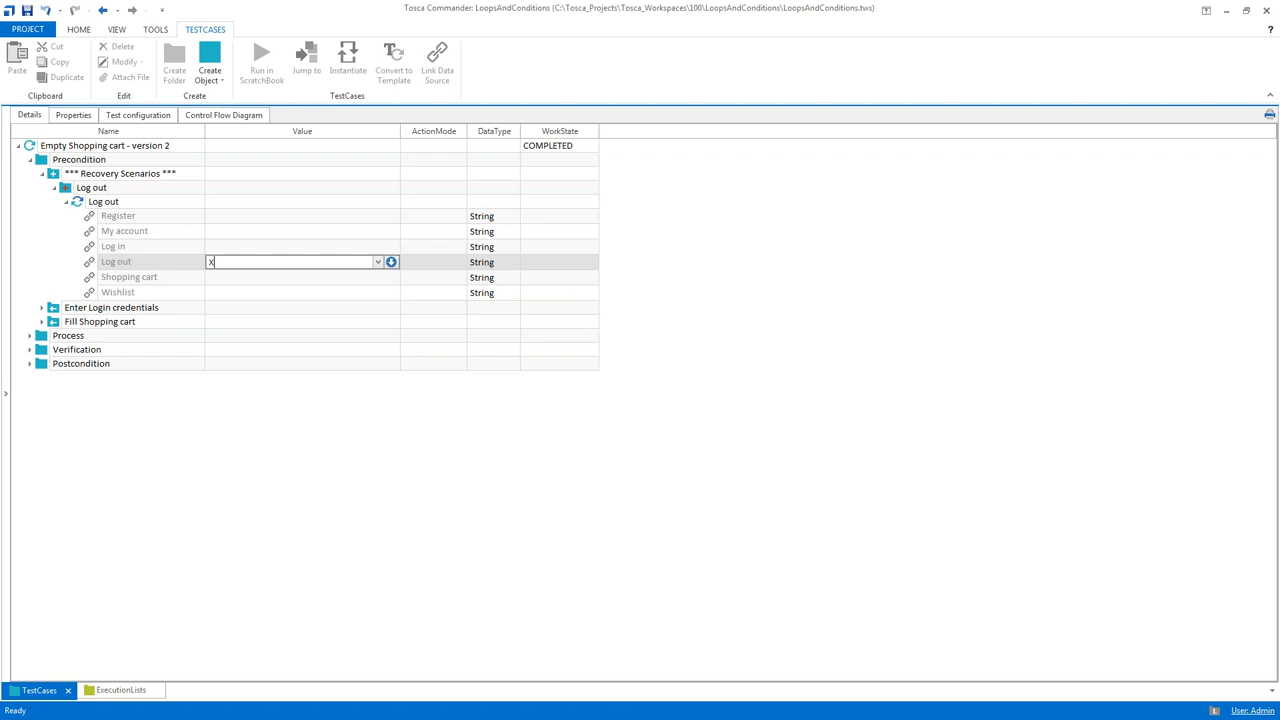 Tosca Commander: LoopsAndConditions (C:\Tosca_Projects\Tosca_Workspaces\100\LoopsAndConditions\LoopsAndConditions.tws)
PROJECT HOME VIEW TOOLS TESTCASES ?
Paste Cut Copy Duplicate
Delete Modify Attach File
Create Folder Create Object
Run in ScratchBook Jump to Instantiate Convert to Template Link Data Source
Clipboard Edit Create TestCases
Details Properties Test configuration Control Flow Diagram
Name Value ActionMode DataType WorkState
Empty Shopping cart - version 2 COMPLETED
Precondition
*** Recovery Scenarios ***
Log out
Log out
Register String
My account String
Log in String
Log out X String
Shopping cart String
Wishlist String
Enter Login credentials
Fill Shopping cart
Process
Verification
Postcondition
TestCases ExecutionLists
Ready User: Admin